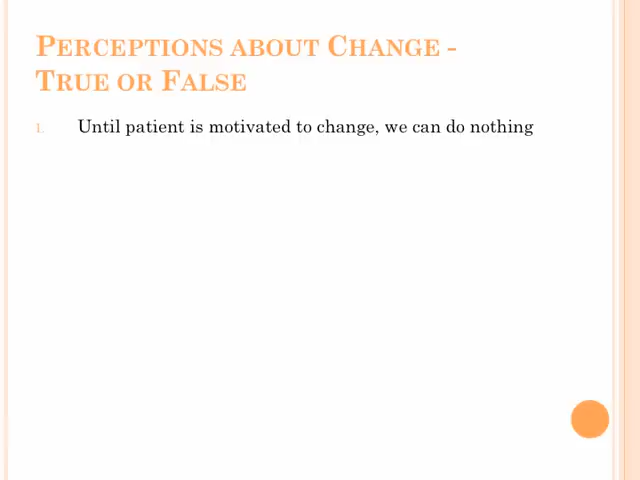 Perceptions about Change -
True or False
1. Until patient is motivated to change, we can do nothing